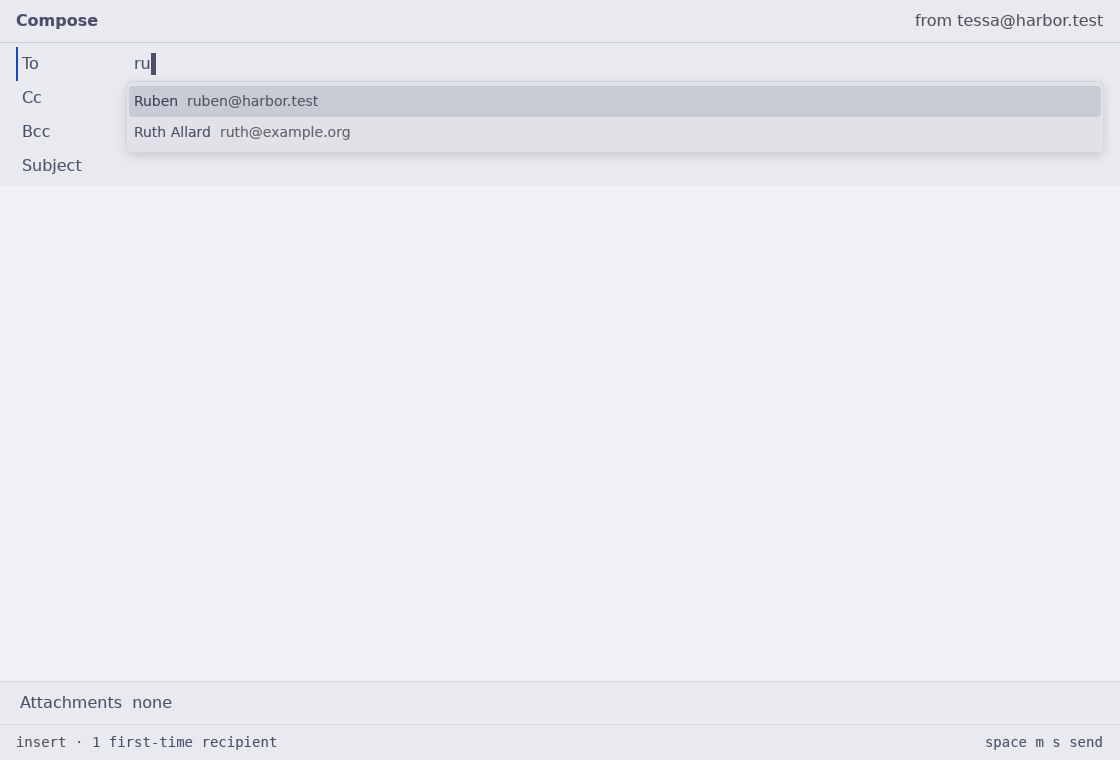 Compose from tessa@harbor.test
To ru
Cc
Ruben ruben@harbor.test
Bcc
Ruth Allard ruth@example.org
Subject
Attachments none
insert · 1 first-time recipient space m s send